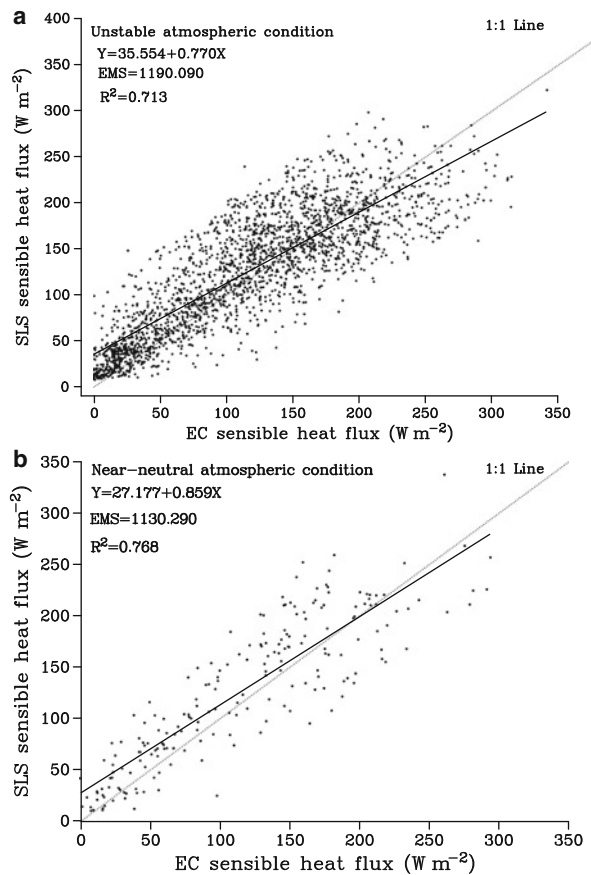 a
Unstable atmospheric condition
1:1 Line
Y=35.554+0.770X
EMS=1190.090
R²=0.713
400
350
300
250
200
150
100
50
0
SLS sensible heat flux (W m⁻²)
0 50 100 150 200 250 300 350
EC sensible heat flux (W m⁻²)
b
Near−neutral atmospheric condition
1:1 Line
Y=27.177+0.859X
EMS=1130.290
R²=0.768
350
300
250
200
150
100
50
0
SLS sensible heat flux (W m⁻²)
0 50 100 150 200 250 300 350
EC sensible heat flux (W m⁻²)